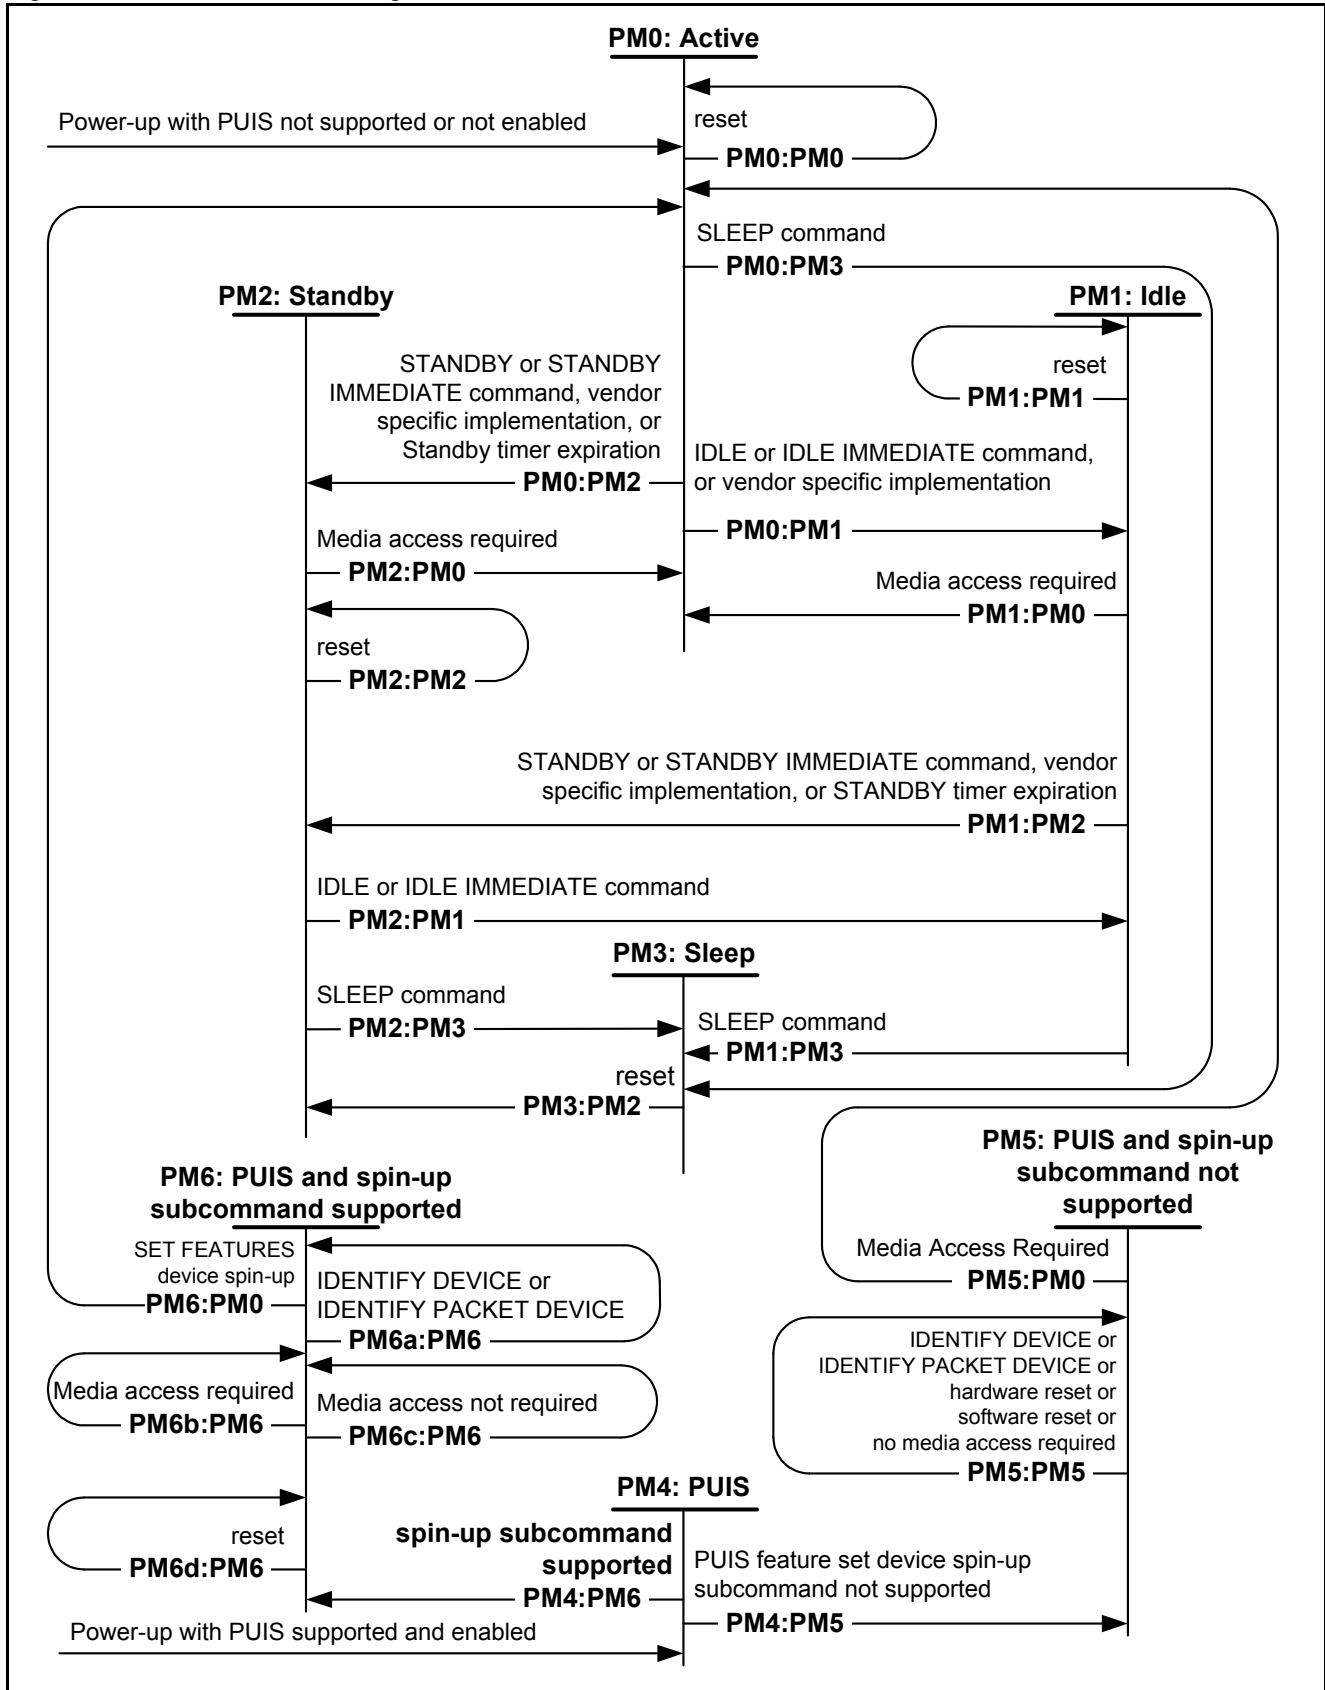 PM0: Active
reset
Power-up with PUIS not supported or not enabled
PM0:PM0
SLEEP command
PM0:PM3
PM2: Standby
PM1: Idle
STANDBY or STANDBY
IMMEDIATE command, vendor
specific implementation, or
Standby timer expiration
PM0:PM2
reset
PM1:PM1
IDLE or IDLE IMMEDIATE command,
or vendor specific implementation
PM0:PM1
Media access required
PM2:PM0
Media access required
PM1:PM0
reset
PM2:PM2
STANDBY or STANDBY IMMEDIATE command, vendor
specific implementation, or STANDBY timer expiration
PM1:PM2
IDLE or IDLE IMMEDIATE command
PM2:PM1
PM3: Sleep
SLEEP command
PM2:PM3
SLEEP command
PM1:PM3
reset
PM3:PM2
PM5: PUIS and spin-up
subcommand not
supported
PM6: PUIS and spin-up
subcommand supported
SET FEATURES
device spin-up
PM6:PM0
IDENTIFY DEVICE or
IDENTIFY PACKET DEVICE
PM6a:PM6
Media Access Required
PM5:PM0
IDENTIFY DEVICE or
IDENTIFY PACKET DEVICE or
hardware reset or
software reset or
no media access required
PM5:PM5
Media access required
PM6b:PM6
Media access not required
PM6c:PM6
PM4: PUIS
reset
PM6d:PM6
spin-up subcommand
supported
PM4:PM6
PUIS feature set device spin-up
subcommand not supported
PM4:PM5
Power-up with PUIS supported and enabled